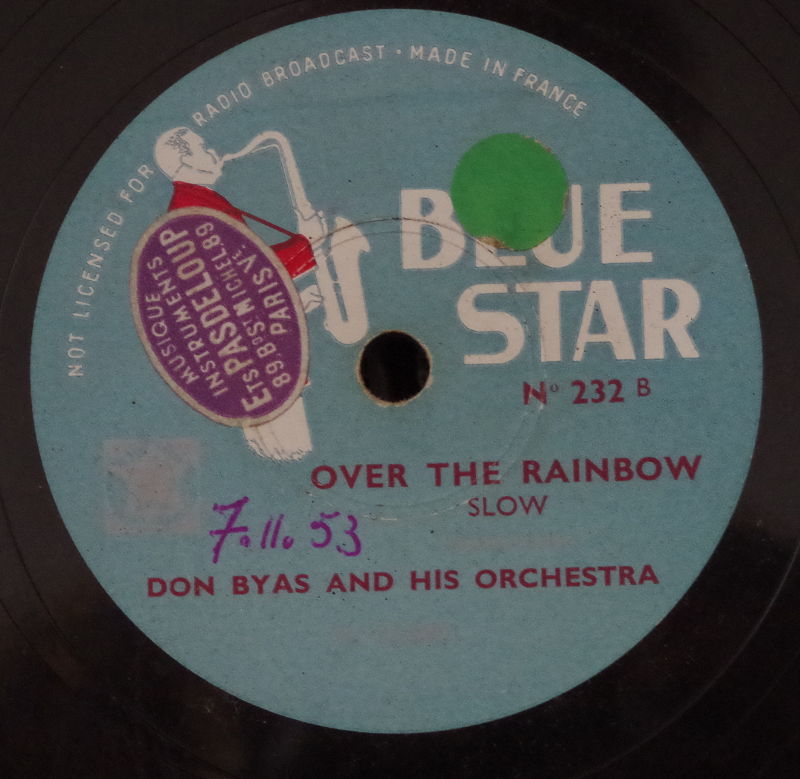 NOT LICENSED FOR RADIO BROADCAST · MADE IN FRANCE
BLUE
STAR
MUSIQUE
INSTRUMENTS
ETS PASDELOUP
89.BD ST MICHEL.89
PARIS VE.
No 232 B
OVER THE RAINBOW
SLOW
7.11.53
DON BYAS AND HIS ORCHESTRA